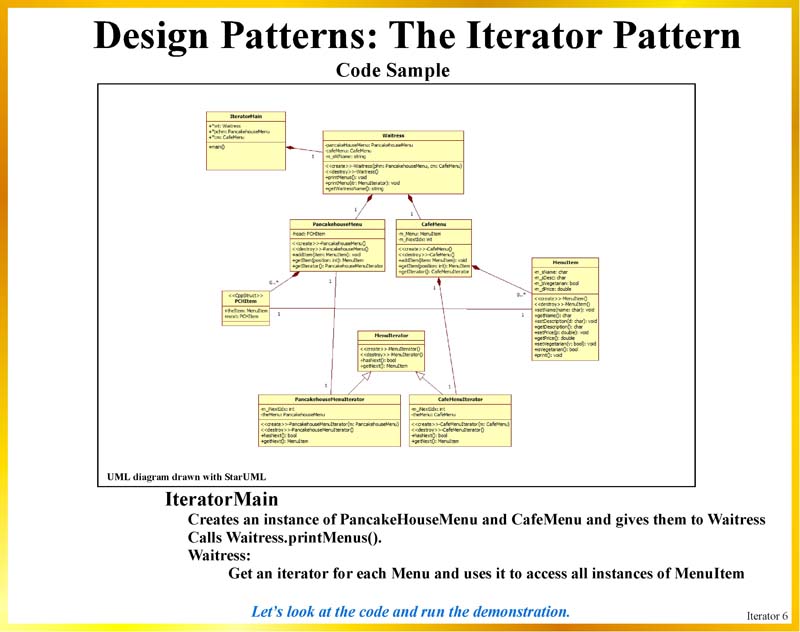 Design Patterns: The Iterator Pattern
Code Sample
IteratorMain
+*wt: Waitress
+*pchm: PancakeHouseMenu
+*cm: CafeMenu
+main()
1
Waitress
-pancakeHouseMenu: PancakeHouseMenu
-cafeMenu: CafeMenu
-m_sWName: string
<<create>>-Waitress(phm: PancakeHouseMenu, cm: CafeMenu)
<<destroy>>-Waitress()
+printMenus(): void
+printMenu(itr: MenuIterator): void
+getWaitressName(): string
1
1
PancakehouseMenu
-head: PCHItem
<<create>>-PancakeHouseMenu()
<<destroy>>-PancakeHouseMenu()
+addItem(item: MenuItem): void
+getItem(position: int): MenuItem
+getIterator(): PancakeHouseMenuIterator
CafeMenu
-m_Menu: MenuItem
-m_NextIdx: int
<<create>>-CafeMenu()
<<destroy>>-CafeMenu()
+addItem(item: MenuItem): void
+getItem(position: int): MenuItem
+getIterator(): CafeMenuIterator
MenuItem
-m_sName: char
-m_sDesc: char
-m_bVegetarian: bool
-m_dPrice: double
<<create>>-MenuItem()
<<destroy>>-MenuItem()
+setName(name: char): void
+getName(): char
+setDescription(d: char): void
+getDescription(): char
+setPrice(p: double): void
+getPrice(): double
+setVegetarian(v: bool): void
+isVegetarian(): bool
+print(): void
0..*
1
0..*
1
<<CppStruct>>
PCHItem
+theItem: MenuItem
+next: PCHItem
1
1
MenuIterator
<<create>>-MenuIterator()
<<destroy>>-MenuIterator()
+hasNext(): bool
+getNext(): MenuItem
1
1
PancakehouseMenuIterator
-m_NextIdx: int
-theMenu: PancakeHouseMenu
<<create>>-PancakeHouseMenuIterator(m: PancakeHouseMenu)
<<destroy>>-PancakeHouseMenuIterator()
+hasNext(): bool
+getNext(): MenuItem
CafeMenuIterator
-m_NextIdx: int
-theMenu: CafeMenu
<<create>>-CafeMenuIterator(m: CafeMenu)
<<destroy>>-CafeMenuIterator()
+hasNext(): bool
+getNext(): MenuItem
UML diagram drawn with StarUML
IteratorMain
Creates an instance of PancakeHouseMenu and CafeMenu and gives them to Waitress
Calls Waitress.printMenus().
Waitress:
Get an iterator for each Menu and uses it to access all instances of MenuItem
Let's look at the code and run the demonstration.
Iterator 6